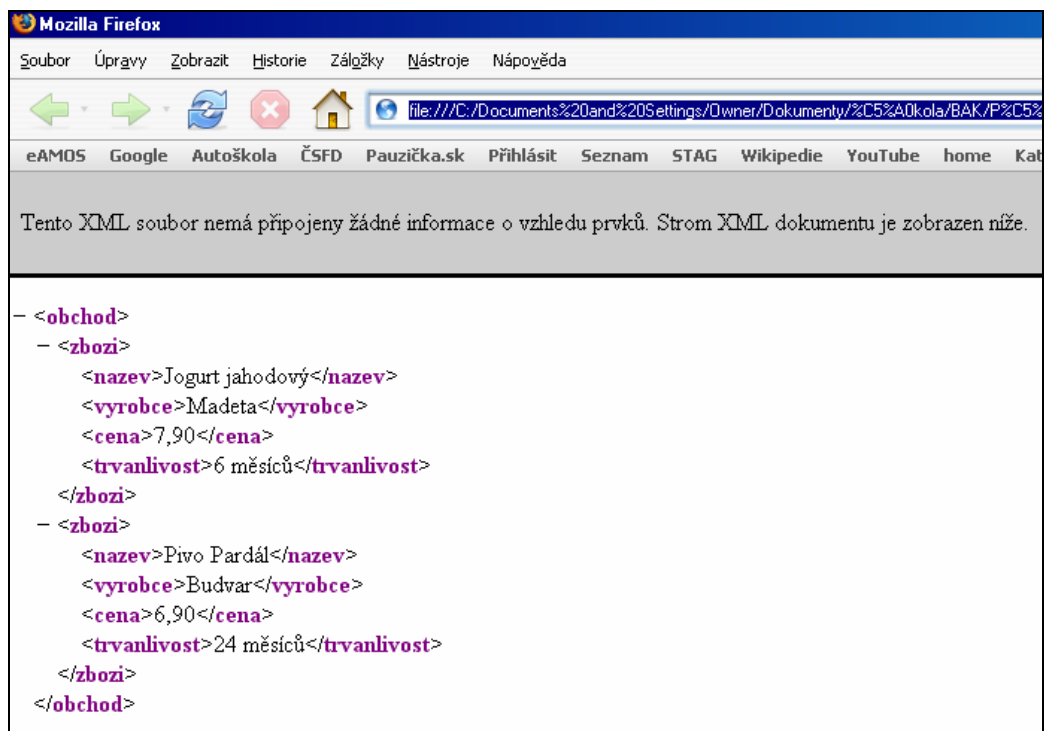 Mozilla Firefox
Soubor Úpravy Zobrazit Historie Záložky Nástroje Nápověda
file:///C:/Documents%20and%20Settings/Owner/Dokumenty/%C5%A0kola/BAK/P%C5%
eAMOS Google Autoškola ČSFD Pauzička.sk Přihlásit Seznam STAG Wikipedie YouTube home Kat
Tento XML soubor nemá připojeny žádné informace o vzhledu prvků. Strom XML dokumentu je zobrazen níže.
− <obchod>
− <zbozi>
<nazev>Jogurt jahodový</nazev>
<vyrobce>Madeta</vyrobce>
<cena>7,90</cena>
<trvanlivost>6 měsíců</trvanlivost>
</zbozi>
− <zbozi>
<nazev>Pivo Pardál</nazev>
<vyrobce>Budvar</vyrobce>
<cena>6,90</cena>
<trvanlivost>24 měsíců</trvanlivost>
</zbozi>
</obchod>